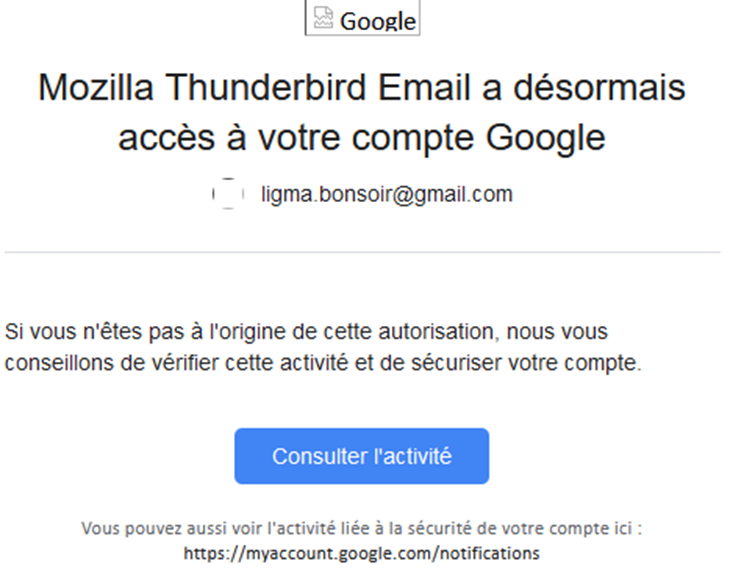 Google
Mozilla Thunderbird Email a désormais
accès à votre compte Google
ligma.bonsoir@gmail.com
Si vous n'êtes pas à l'origine de cette autorisation, nous vous
conseillons de vérifier cette activité et de sécuriser votre compte.
Consulter l'activité
Vous pouvez aussi voir l'activité liée à la sécurité de votre compte ici :
https://myaccount.google.com/notifications